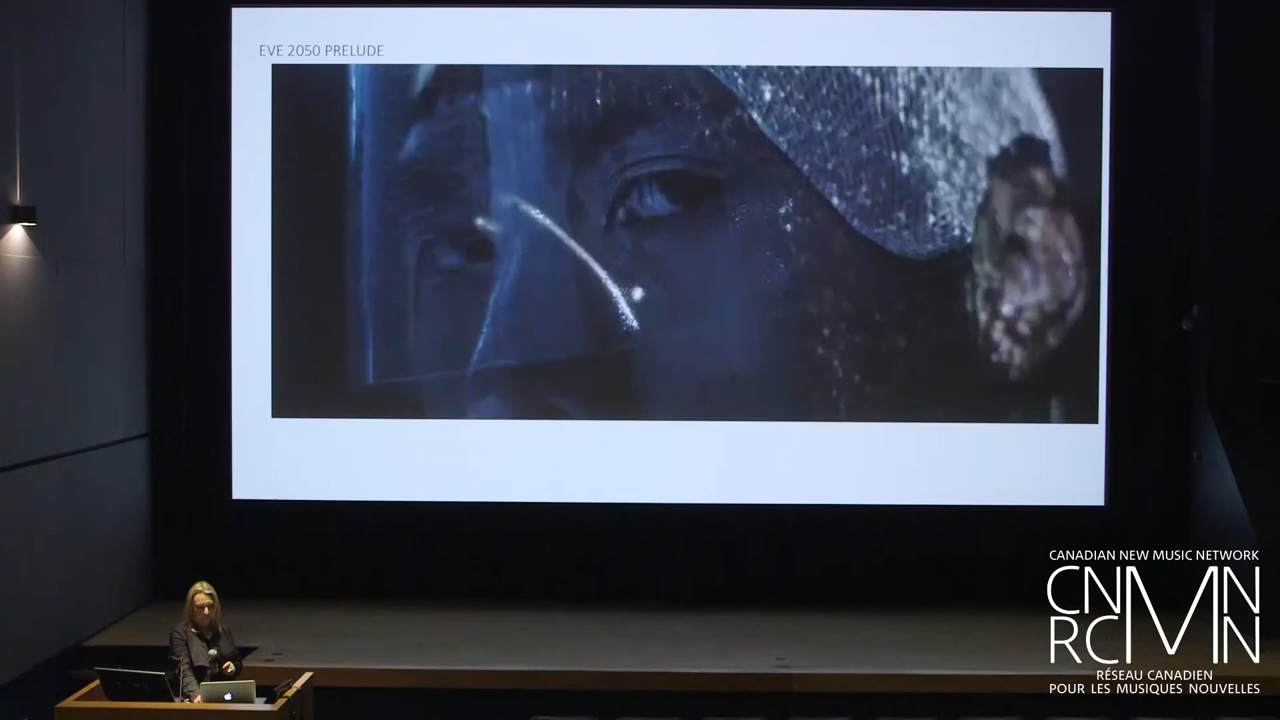 EVE 2050 PRELUDE
CANADIAN NEW MUSIC NETWORK
CNMN
RCMN
RÉSEAU CANADIEN
POUR LES MUSIQUES NOUVELLES